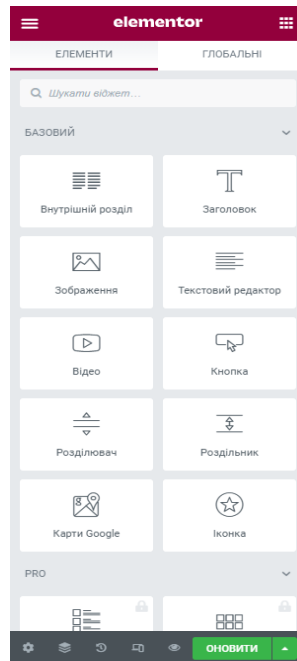 elementor
ЕЛЕМЕНТИ ГЛОБАЛЬНІ
Шукати віджет...
БАЗОВИЙ
Внутрішній розділ Заголовок
Зображення Текстовий редактор
Відео Кнопка
Розділювач Роздільник
Карти Google Іконка
PRO
ОНОВИТИ